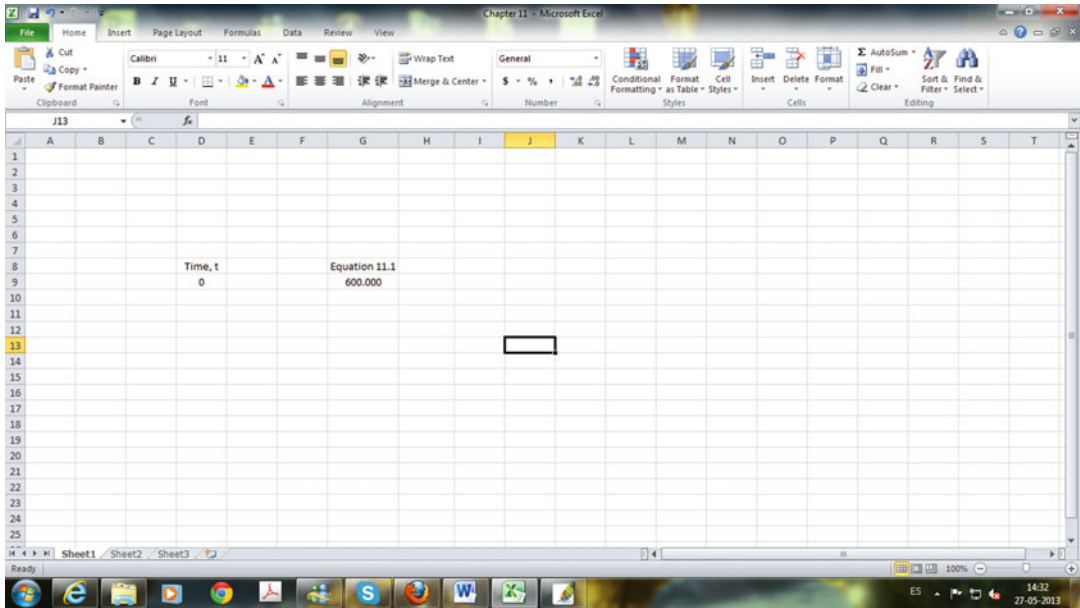 Chapter 11 - Microsoft Excel
File Home Insert Page Layout Formulas Data Review View
Cut Calibri 11 A A Wrap Text General Σ AutoSum
Copy Fill
Paste Format Painter B I U A Merge & Center $ % , Conditional Formatting Format as Table Cell Styles Insert Delete Format Clear Sort & Filter Find & Select
Clipboard Font Alignment Number Styles Cells Editing
J13 fx
A B C D E F G H I J K L M N O P Q R S T
1
2
3
4
5
6
7
8 Time, t Equation 11.1
9 0 600.000
10
11
12
13
14
15
16
17
18
19
20
21
22
23
24
25
Sheet1 Sheet2 Sheet3
Ready 100%
ES 14:32
27-05-2013